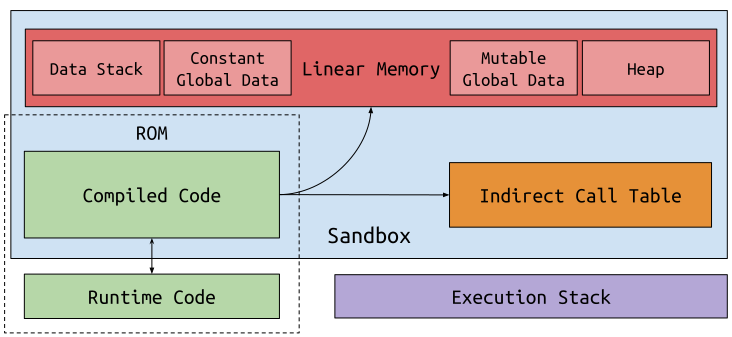 Data Stack
Constant
Global Data
Linear Memory
Mutable
Global Data
Heap
ROM
Compiled Code
Indirect Call Table
Sandbox
Runtime Code
Execution Stack